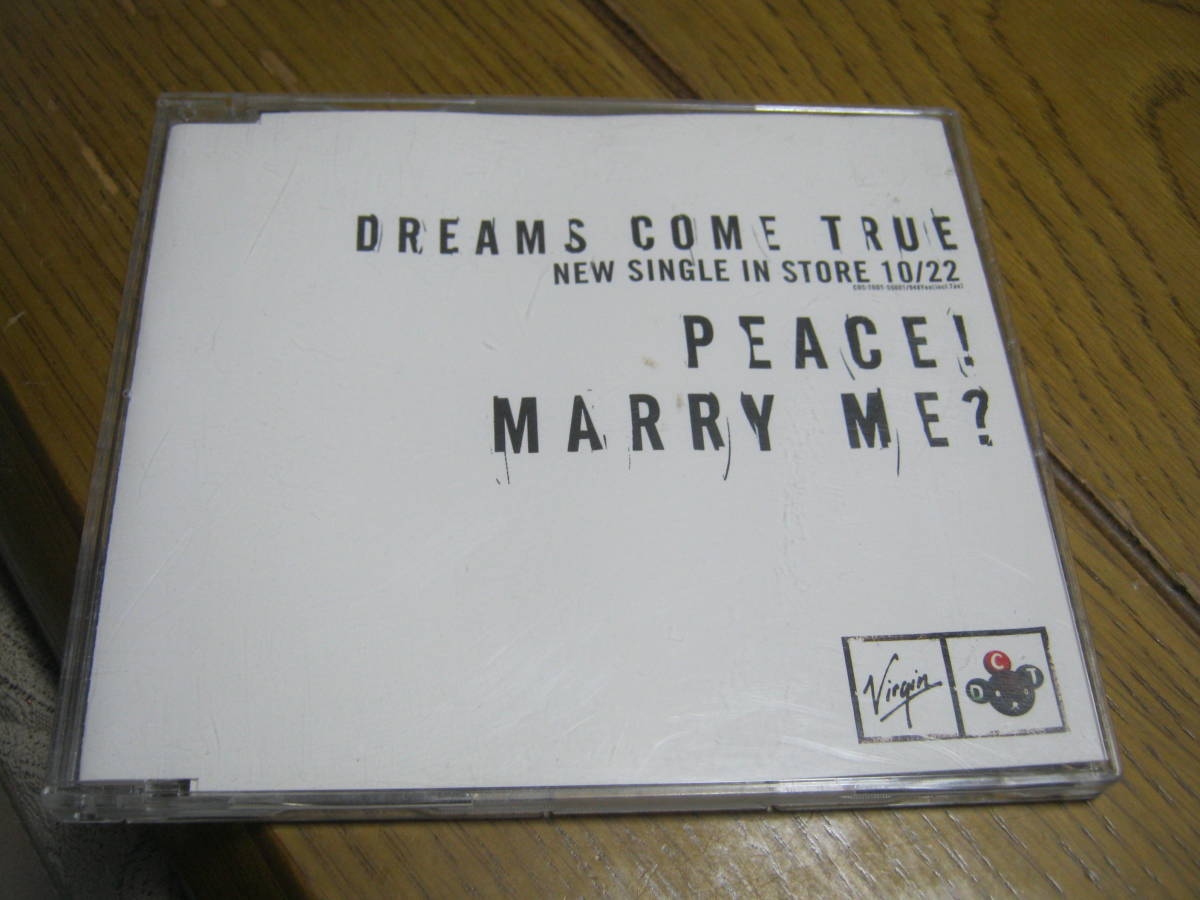 DREAMS COME TRUE
NEW SINGLE IN STORE 10/22
PEACE!
MARRY ME?
Virgin
D C T